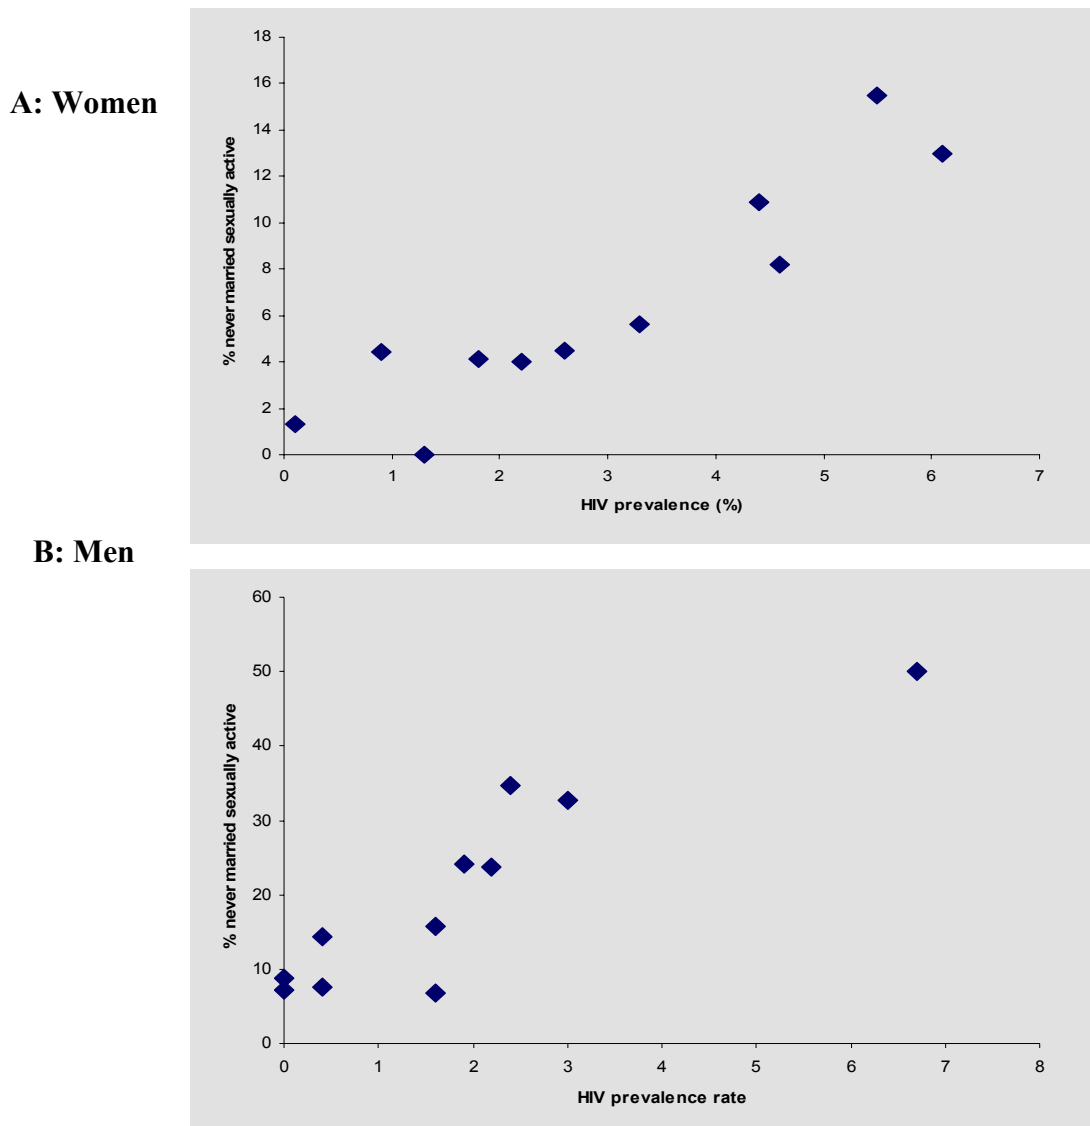 A: Women
% never married sexually active
18
16
14
12
10
8
6
4
2
0
0 1 2 3 4 5 6 7
HIV prevalence (%)
B: Men
% never married sexually active
60
50
40
30
20
10
0
0 1 2 3 4 5 6 7 8
HIV prevalence rate